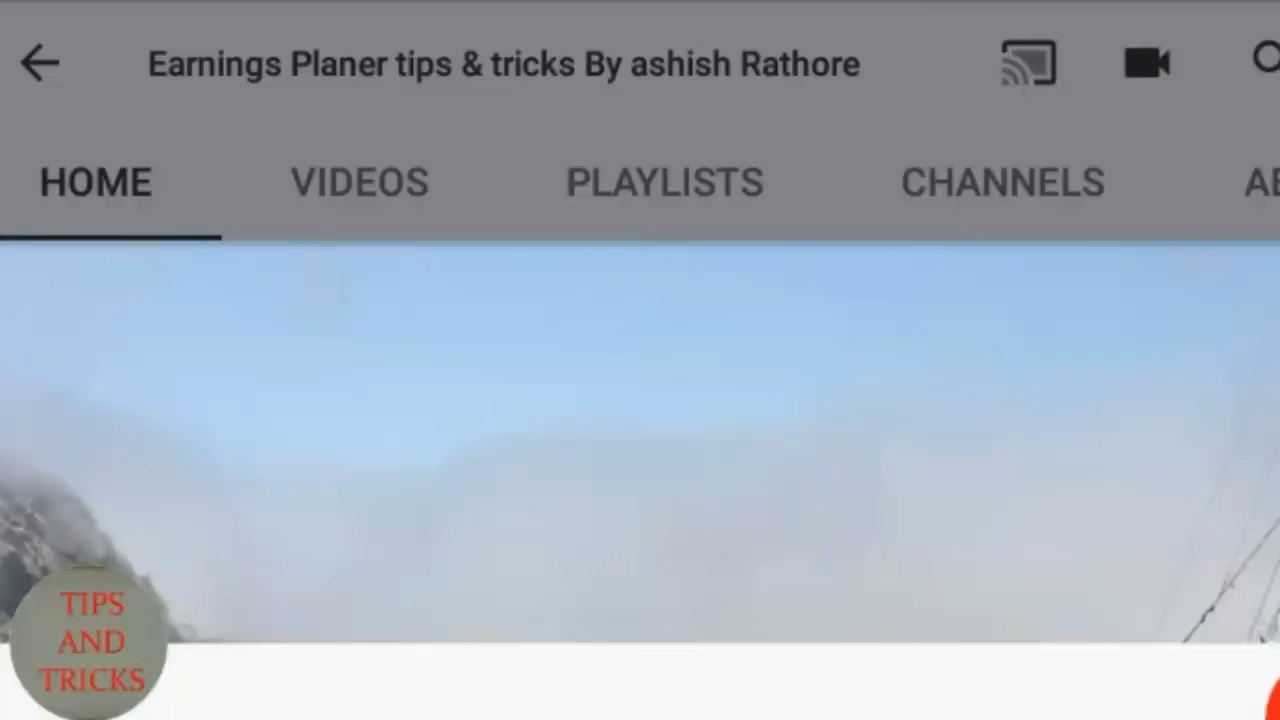 Earnings Planer tips & tricks By ashish Rathore
HOME VIDEOS PLAYLISTS CHANNELS
TIPS
AND
TRICKS